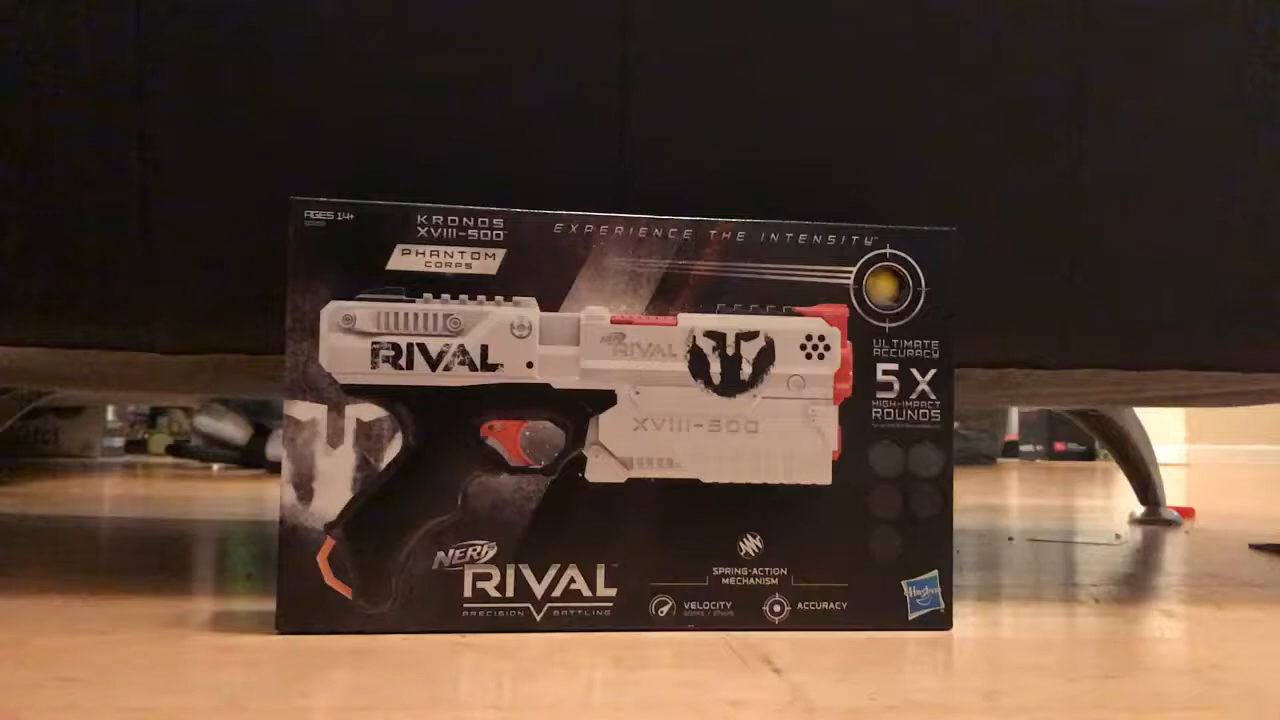 AGES 14+
KRONOS
XVIII-500
PHANTOM
CORPS
EXPERIENCE THE INTENSITY
RIVAL
NERF
RIVAL
XVIII-500
ULTIMATE
ACCURACY
5X
HIGH-IMPACT
ROUNDS
NERF
RIVAL
PRECISION BATTLING
SPRING-ACTION
MECHANISM
VELOCITY
ACCURACY
Hasbro